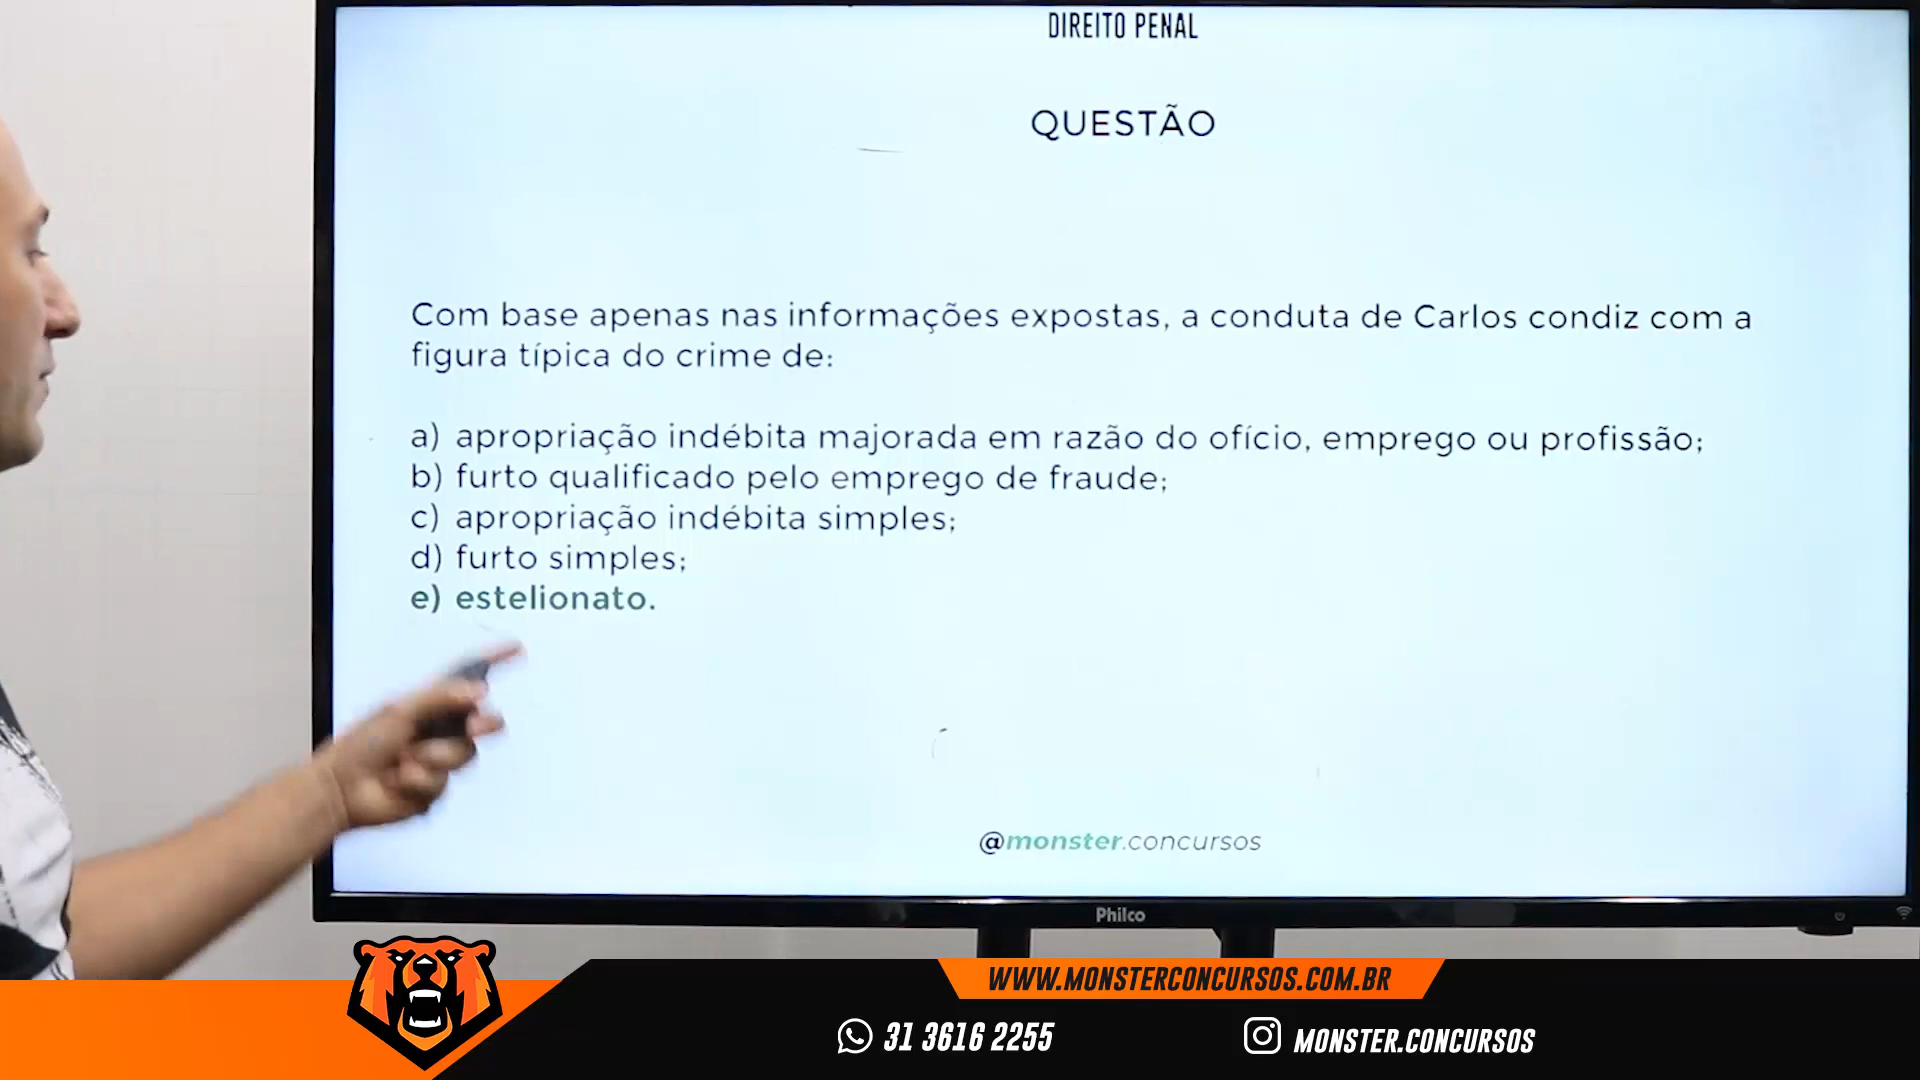 DIREITO PENAL
QUESTÃO
Com base apenas nas informações expostas, a conduta de Carlos condiz com a
figura típica do crime de:
a) apropriação indébita majorada em razão do ofício, emprego ou profissão;
b) furto qualificado pelo emprego de fraude;
c) apropriação indébita simples;
d) furto simples;
e) estelionato.
@monster.concursos
Philco
WWW.MONSTERCONCURSOS.COM.BR
31 3616 2255
MONSTER.CONCURSOS